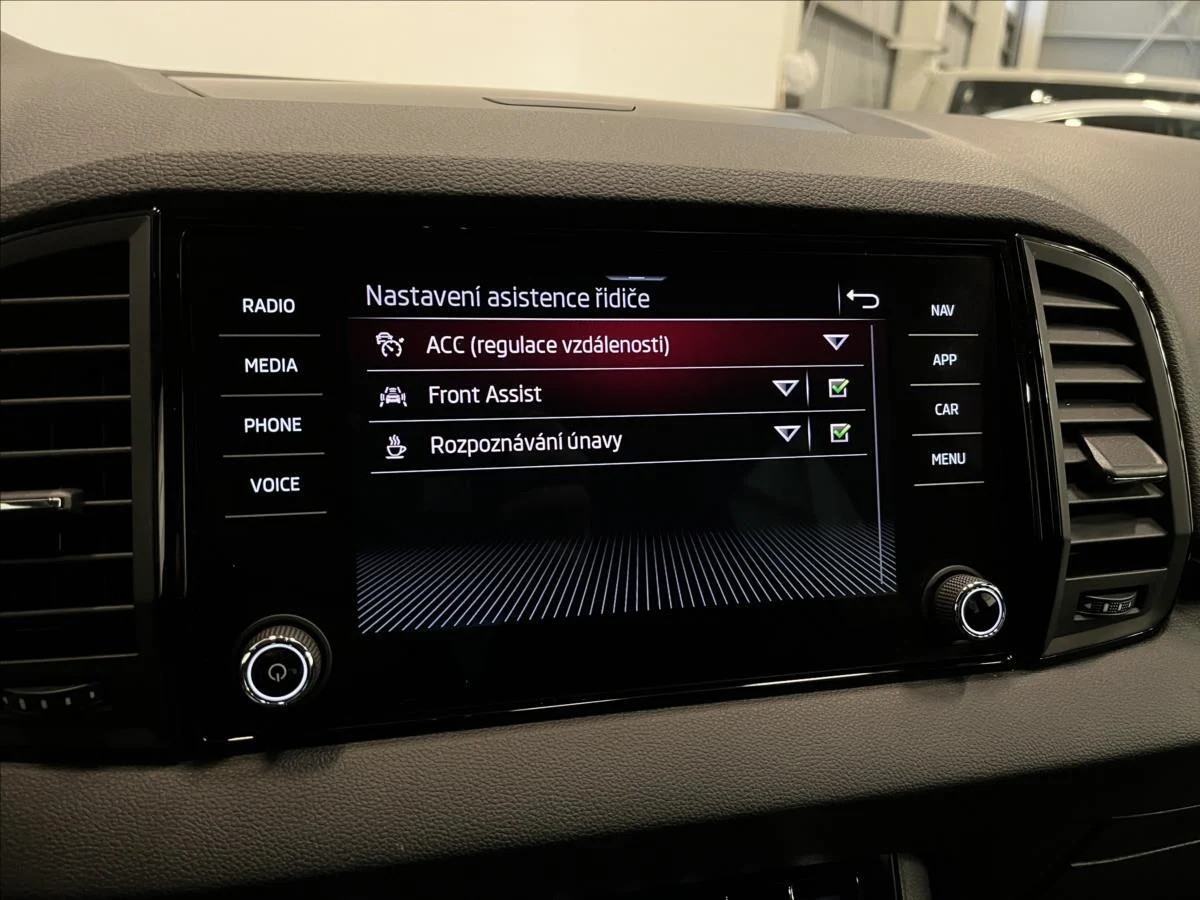 RADIO
MEDIA
PHONE
VOICE
Nastavení asistence řidiče
ACC (regulace vzdálenosti)
Front Assist
Rozpoznávání únavy
NAV
APP
CAR
MENU